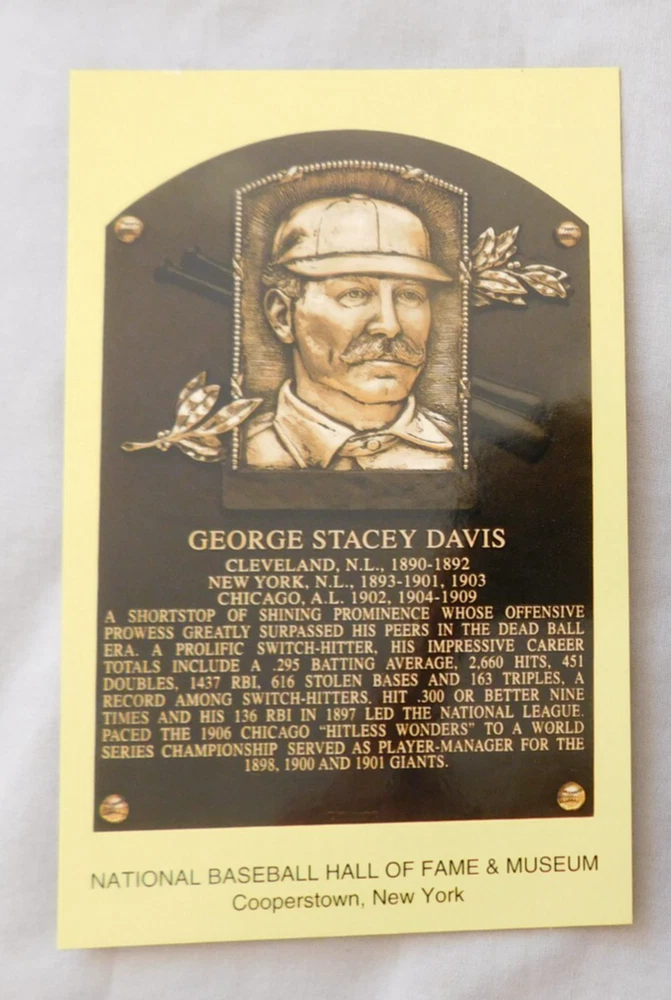 GEORGE STACEY DAVIS
CLEVELAND, N.L., 1890-1892
NEW YORK, N.L., 1893-1901, 1903
CHICAGO, A.L. 1902, 1904-1909
A SHORTSTOP OF SHINING PROMINENCE WHOSE OFFENSIVE
PROWESS GREATLY SURPASSED HIS PEERS IN THE DEAD BALL
ERA. A PROLIFIC SWITCH-HITTER, HIS IMPRESSIVE CAREER
TOTALS INCLUDE A .295 BATTING AVERAGE, 2,660 HITS, 451
DOUBLES, 1437 RBI, 616 STOLEN BASES AND 163 TRIPLES, A
RECORD AMONG SWITCH-HITTERS. HIT .300 OR BETTER NINE
TIMES AND HIS 136 RBI IN 1897 LED THE NATIONAL LEAGUE.
PACED THE 1906 CHICAGO "HITLESS WONDERS" TO A WORLD
SERIES CHAMPIONSHIP SERVED AS PLAYER-MANAGER FOR THE
1898, 1900 AND 1901 GIANTS.
NATIONAL BASEBALL HALL OF FAME & MUSEUM
Cooperstown, New York